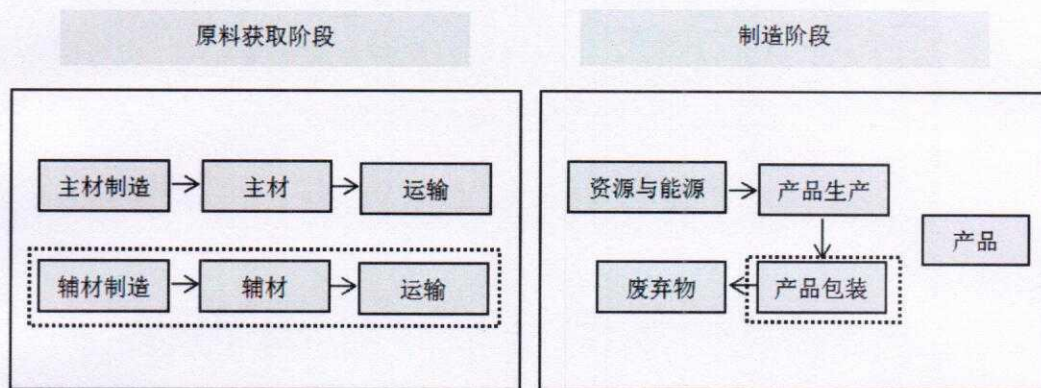 原料获取阶段
制造阶段
主材制造
主材
运输
辅材制造
辅材
运输
资源与能源
产品生产
产品
废弃物
产品包装